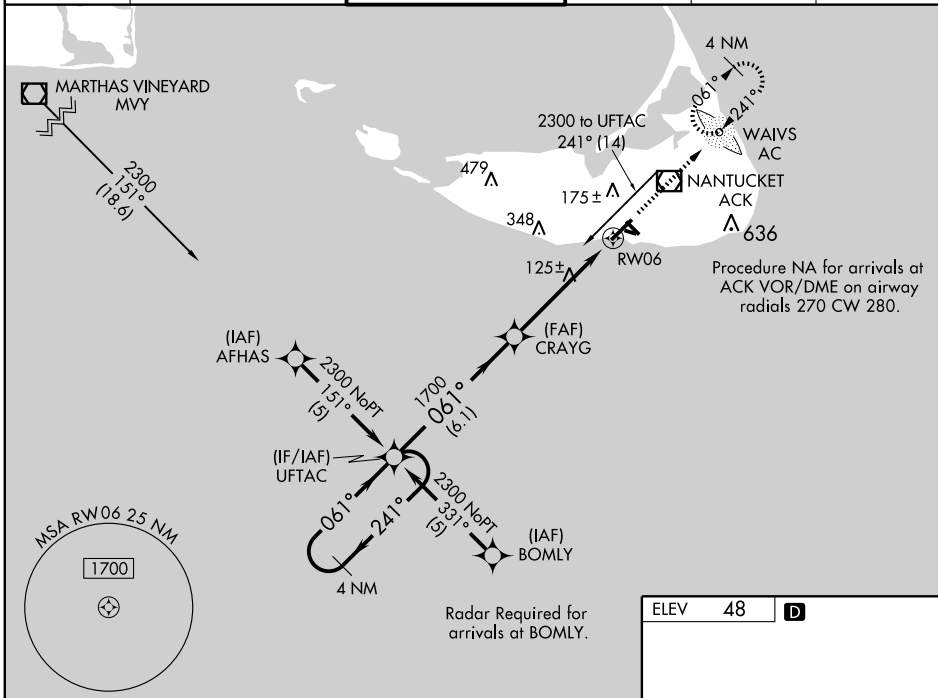 4 NM
061°
241°
MARTHAS VINEYARD
MVY
2300 to UFTAC
241° (14)
WAIVS
AC
479
175±
NANTUCKET
ACK
2300
151°
(18.6)
348
636
RW06
125±
Procedure NA for arrivals at
ACK VOR/DME on airway
radials 270 CW 280.
(IAF)
AFHAS
(FAF)
CRAYG
2300 NoPT
151°
(5)
1700
061°
(6.1)
(IF/IAF)
UFTAC
2300 NoPT
331°
(5)
061°
241°
(IAF)
BOMLY
MSA RW06 25 NM
1700
4 NM
Radar Required for
arrivals at BOMLY.
ELEV 48 D